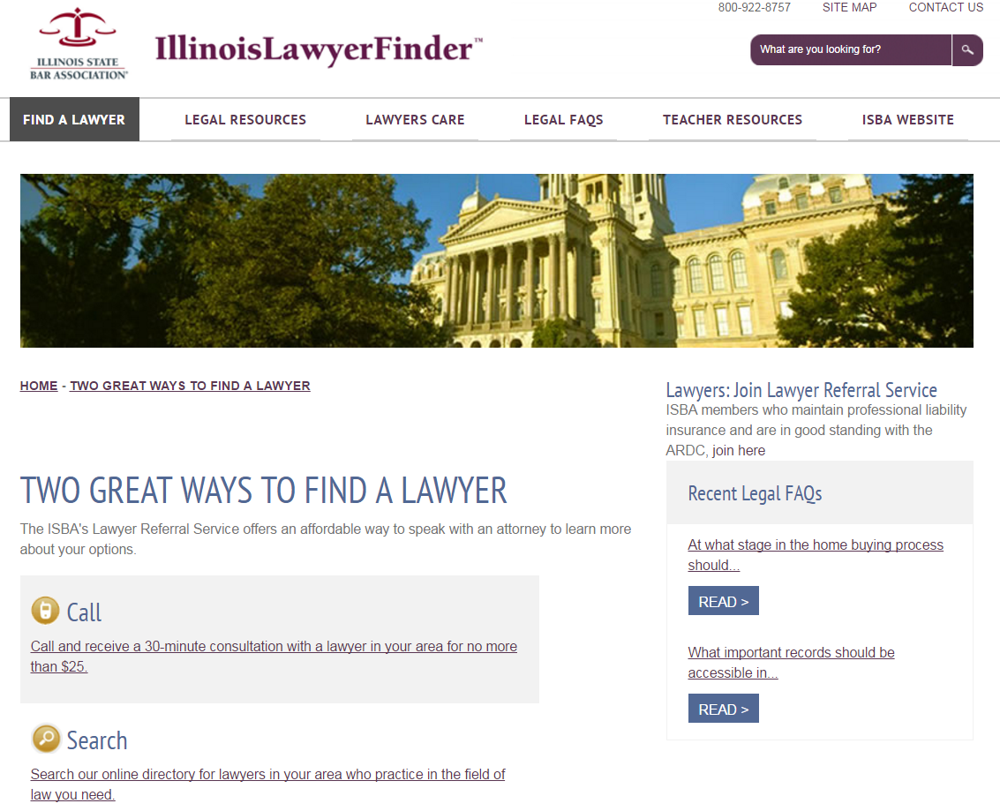 800-922-8757 SITE MAP CONTACT US
ILLINOIS STATE
BAR ASSOCIATION®
IllinoisLawyerFinder™
What are you looking for?
FIND A LAWYER LEGAL RESOURCES LAWYERS CARE LEGAL FAQS TEACHER RESOURCES ISBA WEBSITE
HOME - TWO GREAT WAYS TO FIND A LAWYER
TWO GREAT WAYS TO FIND A LAWYER
The ISBA's Lawyer Referral Service offers an affordable way to speak with an attorney to learn more
about your options.
Call
Call and receive a 30-minute consultation with a lawyer in your area for no more
than $25.
Search
Search our online directory for lawyers in your area who practice in the field of
law you need.
Lawyers: Join Lawyer Referral Service
ISBA members who maintain professional liability
insurance and are in good standing with the
ARDC, join here
Recent Legal FAQs
At what stage in the home buying process
should...
READ >
What important records should be
accessible in...
READ >